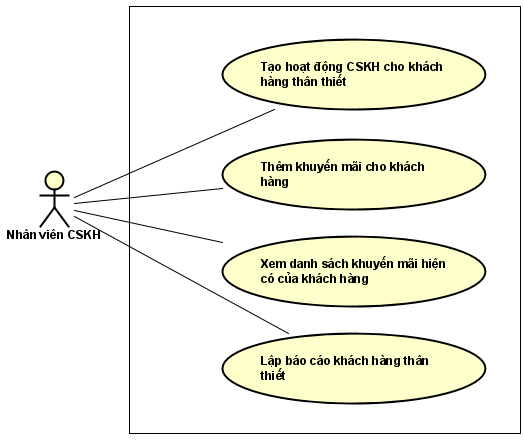 Tạo hoạt động CSKH cho khách
hàng thân thiết
Thêm khuyến mãi cho khách
hàng
Nhân viên CSKH
Xem danh sách khuyến mãi hiện
có của khách hàng
Lập báo cáo khách hàng thân
thiết